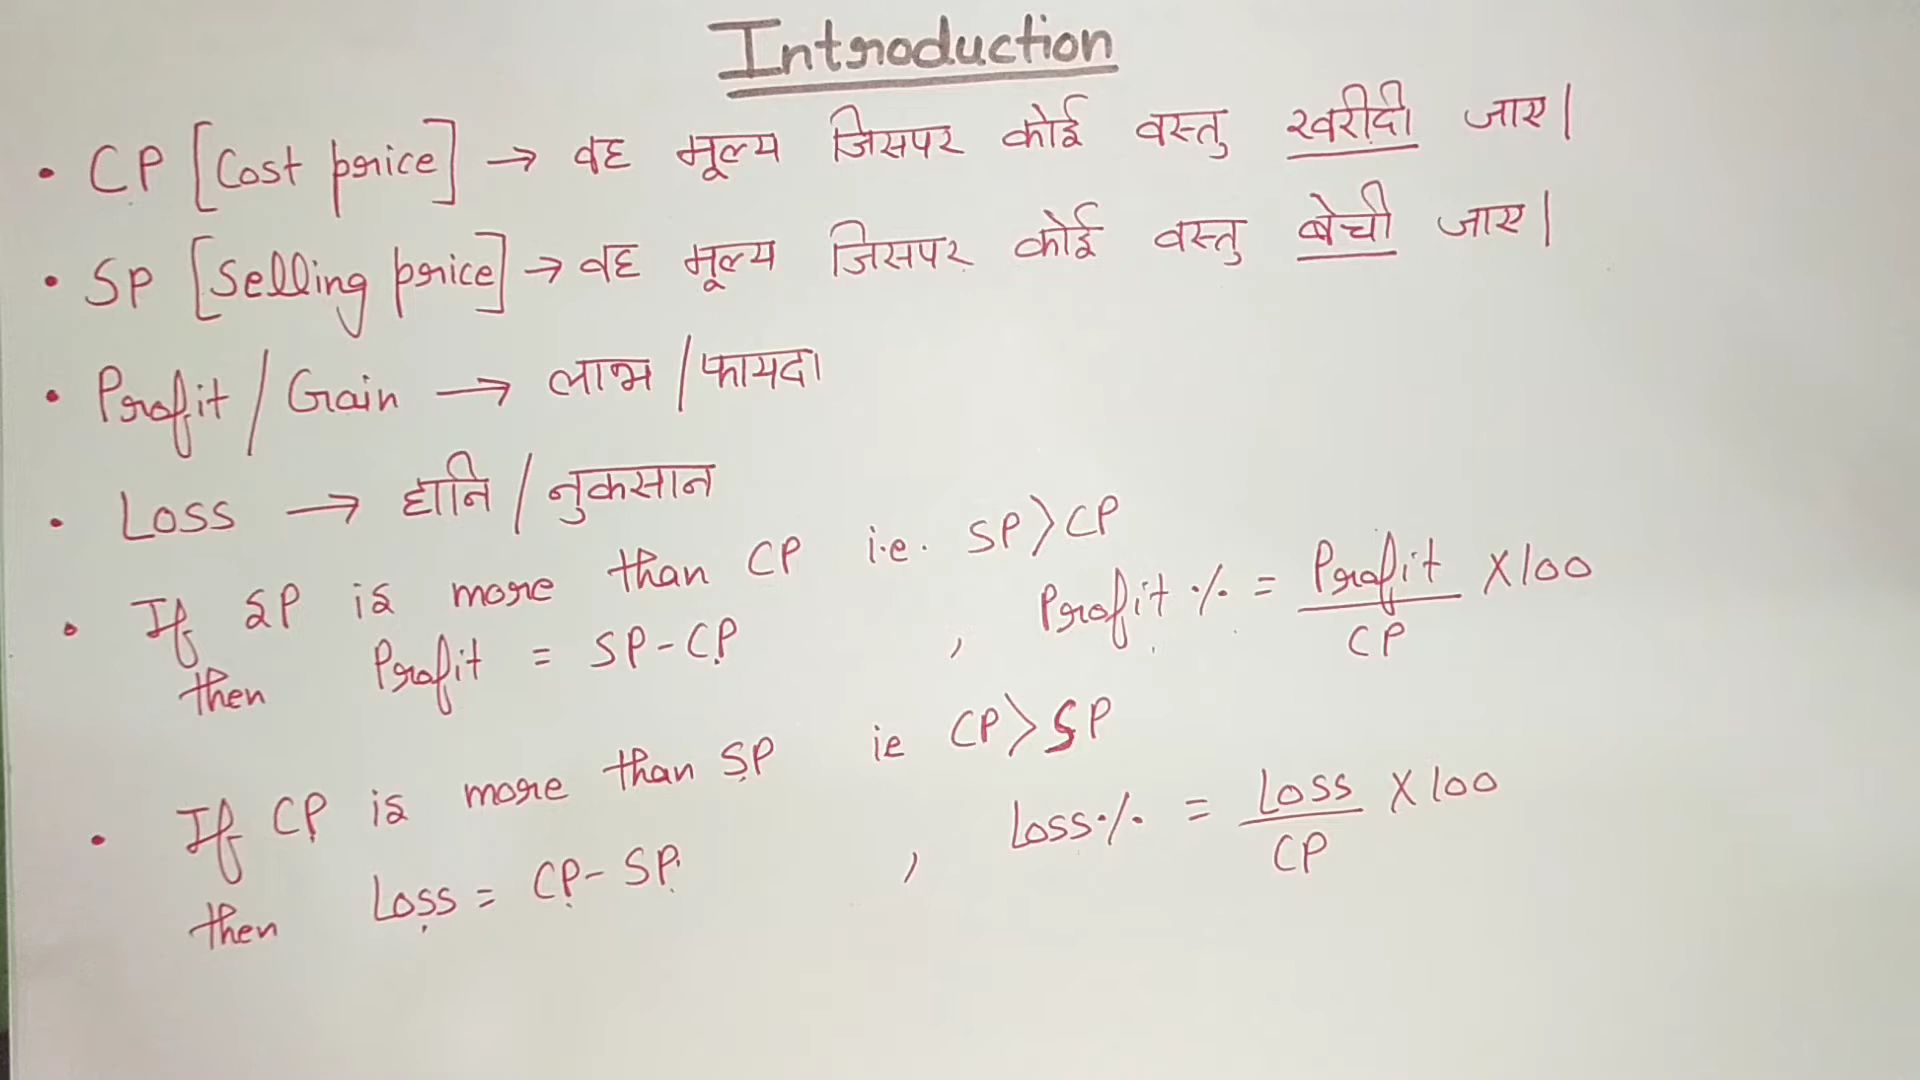 Introduction
• CP [Cost price] → वह मूल्य जिसपर कोई वस्तु खरीदी जाए।
• SP [Selling price] → वह मूल्य जिसपर कोई वस्तु बेची जाए।
• Profit / Gain → लाभ / फायदा
• Loss → हानि / नुकसान
• If SP is more than CP i.e. SP > CP
then Profit = SP - CP , Profit % = Profit / CP × 100
• If CP is more than SP ie CP > SP
then Loss = CP - SP , Loss % = Loss / CP × 100